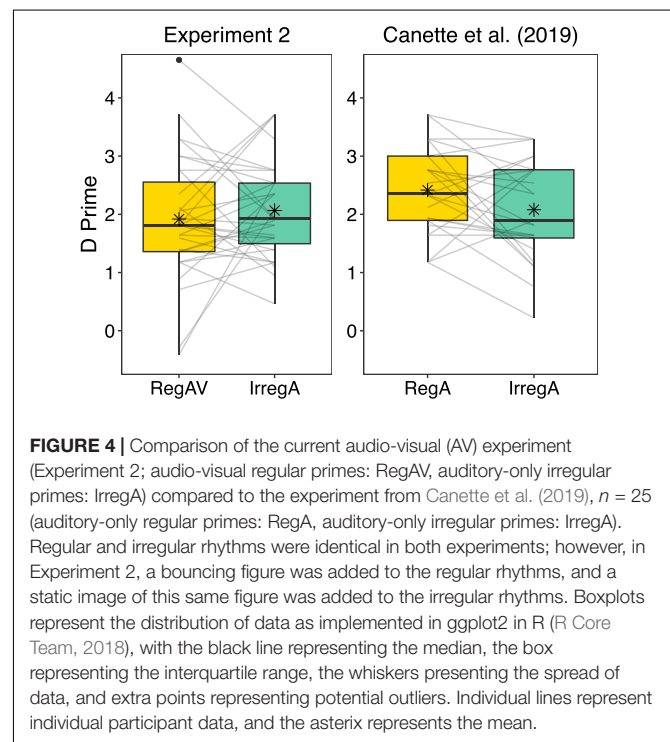 Experiment 2
Canette et al. (2019)
D Prime
4
3
2
1
0
RegAV
IrregA
4
3
2
1
0
RegA
IrregA
FIGURE 4 | Comparison of the current audio-visual (AV) experiment
(Experiment 2; audio-visual regular primes: RegAV, auditory-only irregular
primes: IrregA) compared to the experiment from Canette et al. (2019), n = 25
(auditory-only regular primes: RegA, auditory-only irregular primes: IrregA).
Regular and irregular rhythms were identical in both experiments; however, in
Experiment 2, a bouncing figure was added to the regular rhythms, and a
static image of this same figure was added to the irregular rhythms. Boxplots
represent the distribution of data as implemented in ggplot2 in R (R Core
Team, 2018), with the black line representing the median, the box
representing the interquartile range, the whiskers presenting the spread of
data, and extra points representing potential outliers. Individual lines represent
individual participant data, and the asterix represents the mean.